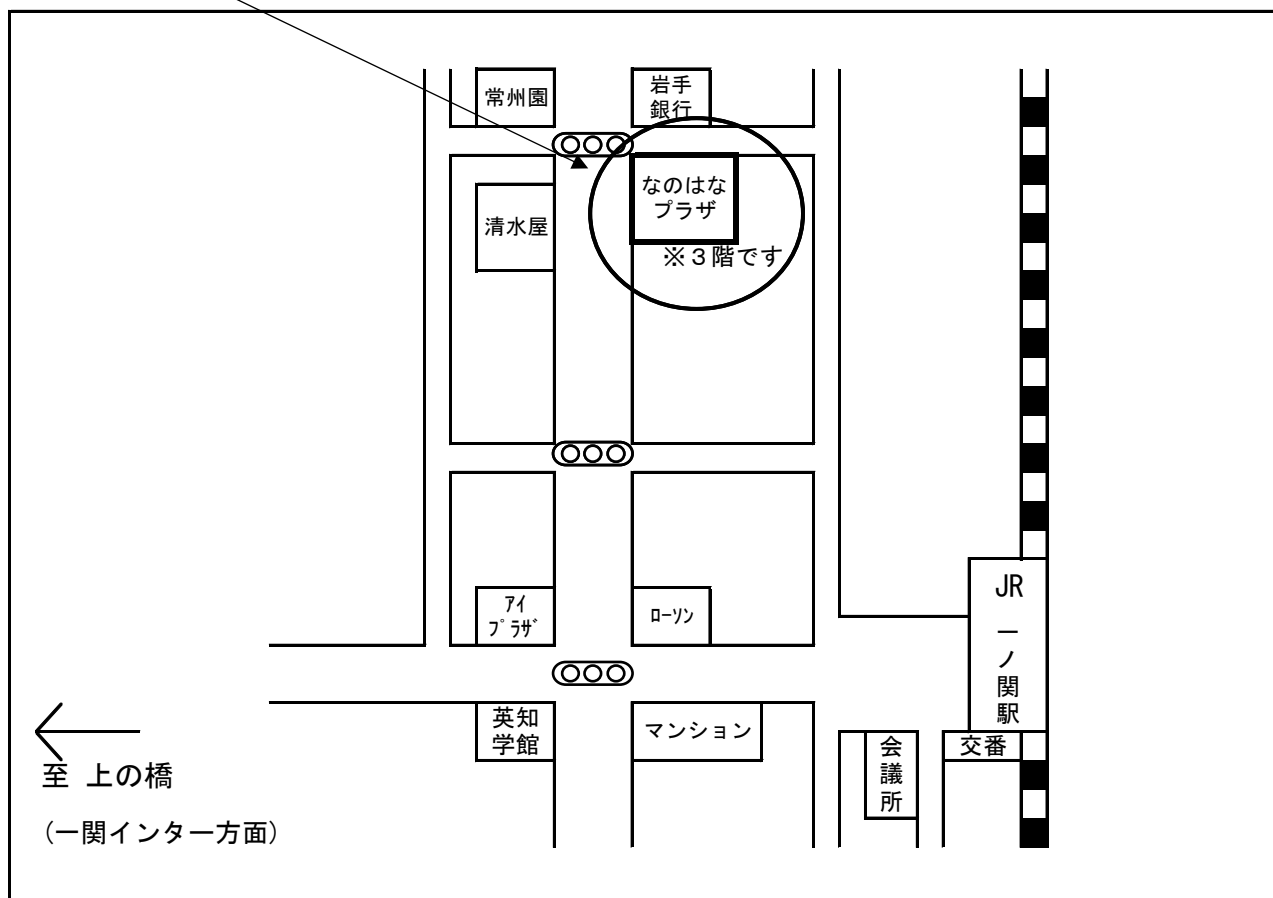 常州園
岩手
銀行
なのはな
プラザ
※３階です
清水屋
ｱｲ
ﾌﾟﾗｻﾞ
ﾛｰｿﾝ
JR
一
ノ
関
駅
英知
学館
マンション
会
議
所
交番
至 上の橋
(一関インター方面)